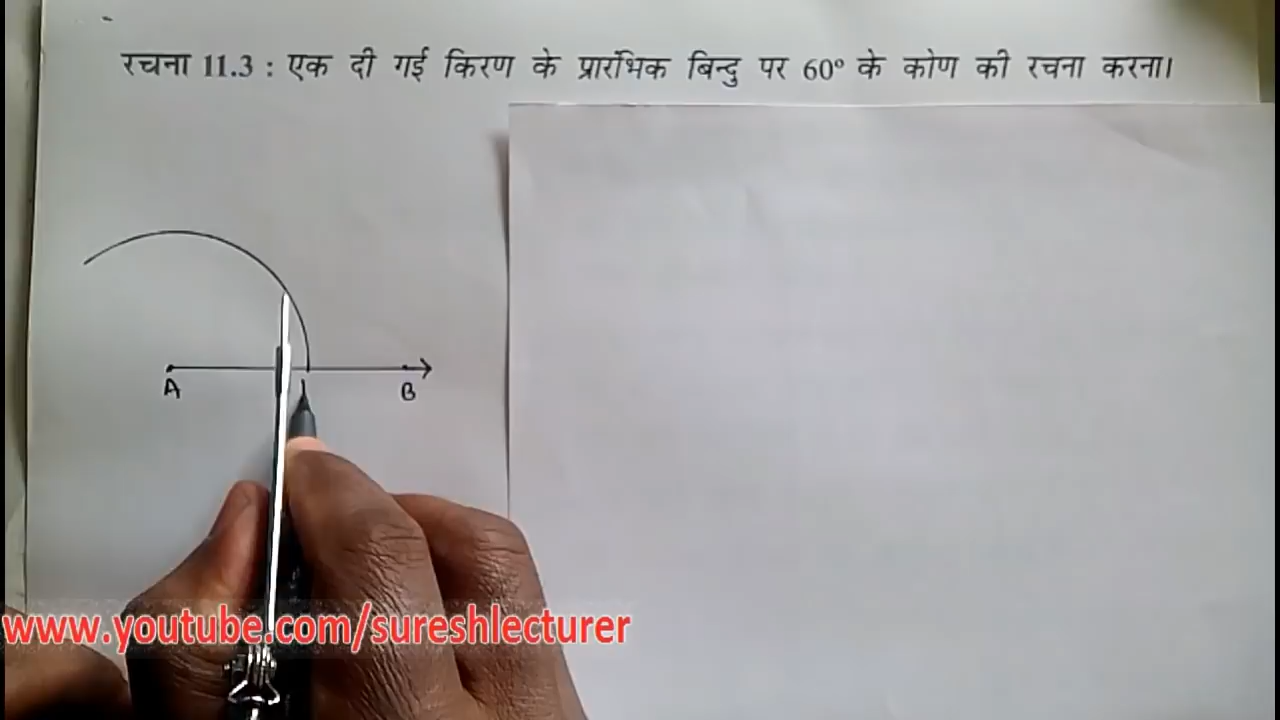 रचना 11.3 : एक दी गई किरण के प्रारंभिक बिन्दु पर 60° के कोण की रचना करना।
A B
www.youtube.com/sureshlecturer